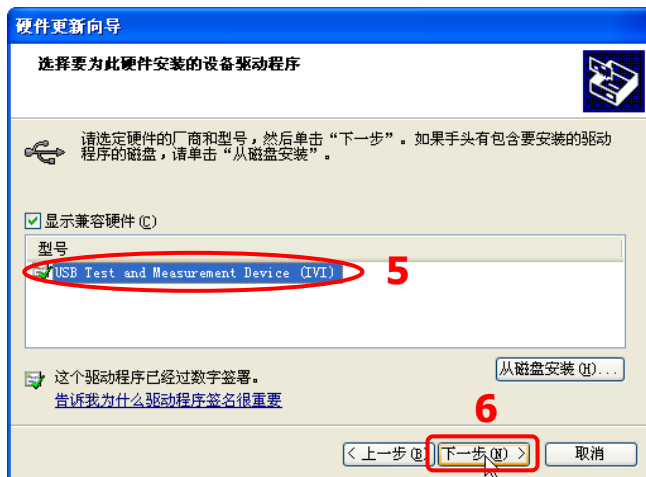 硬件更新向导
选择要为此硬件安装的设备驱动程序
请选定硬件的厂商和型号，然后单击“下一步”。如果手头有包含要安装的驱动
程序的磁盘，请单击“从磁盘安装”。
显示兼容硬件(C)
型号
USB Test and Measurement Device (IVI)
5
从磁盘安装(H)...
这个驱动程序已经过数字签署。
告诉我为什么驱动程序签名很重要
6
< 上一步(B)
下一步(N) >
取消